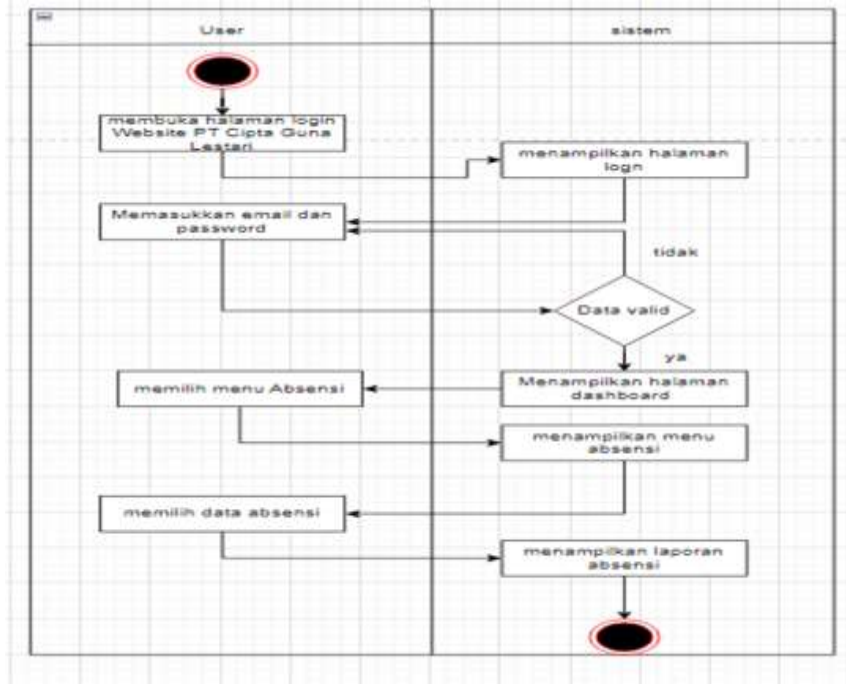 User
sistem
membuka halaman login
Website PT Cipta Guna
Lestari
menampilkan halaman
logn
Memasukkan email dan
password
tidak
Data valid
ya
Menampilkan halaman
dashboard
memilih menu Absensi
menampilkan menu
absensi
memilih data absensi
menampilkan laporan
absensi